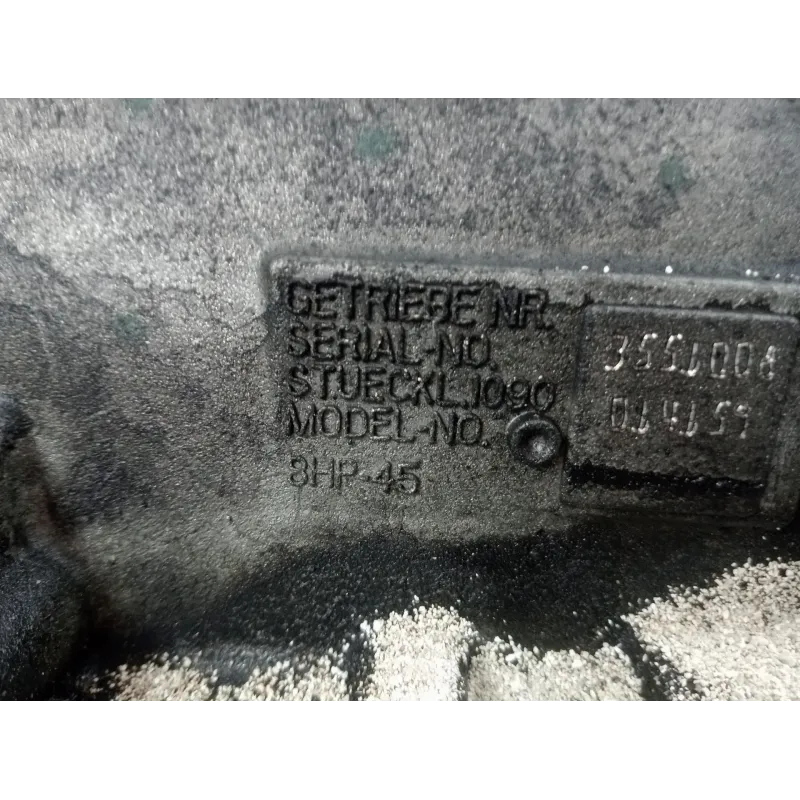 GETRIEBE NR.
SERIAL-NO.
STUECKL.1090
MODEL-NO.
8HP-45